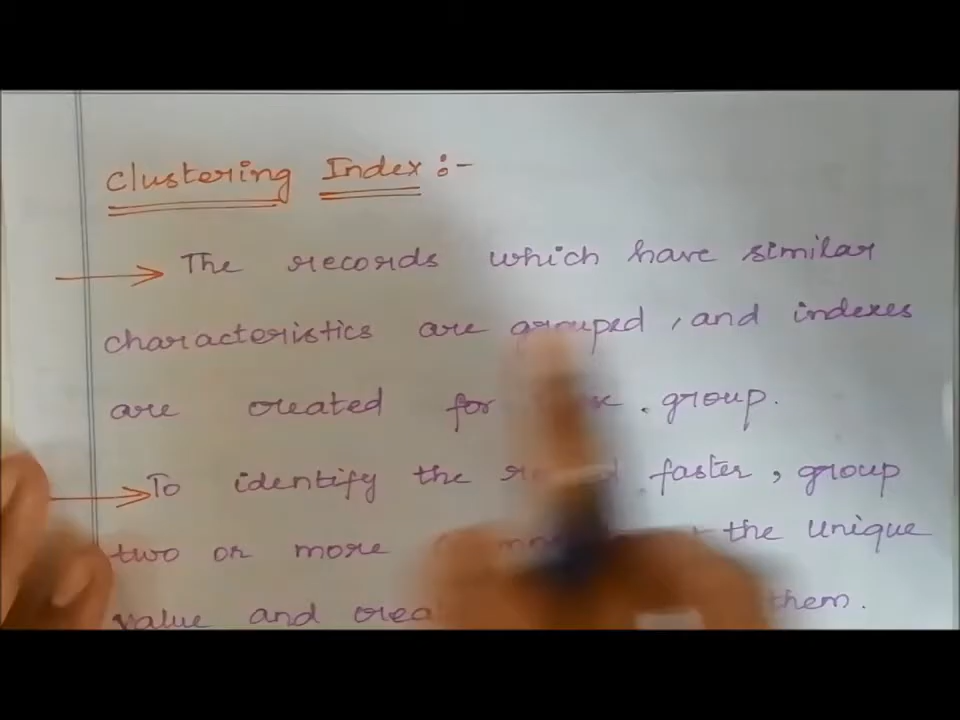 Clustering Index :-
The records which have similar
characteristics are grouped, and indexes
are created for group.
To identify the faster, group
two or more the unique
value and them.